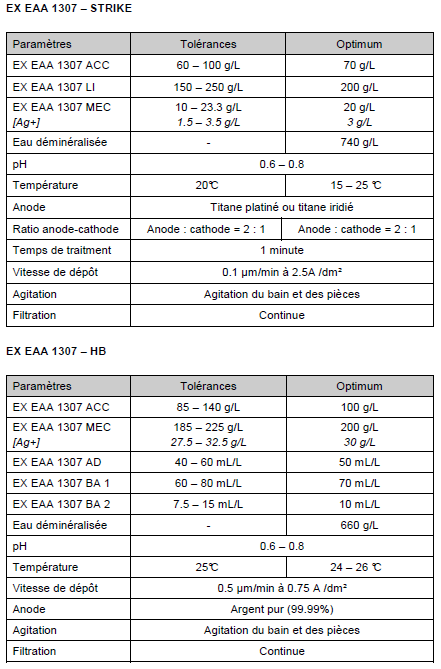 EX EAA 1307 – STRIKE
Paramètres Tolérances Optimum
EX EAA 1307 ACC 60 – 100 g/L 70 g/L
EX EAA 1307 LI 150 – 250 g/L 200 g/L
EX EAA 1307 MEC 10 – 23.3 g/L 20 g/L
[Ag+] 1.5 – 3.5 g/L 3 g/L
Eau déminéralisée - 740 g/L
pH 0.6 – 0.8
Température 20°C 15 – 25 °C
Anode Titane platiné ou titane iridié
Ratio anode-cathode Anode : cathode = 2 : 1 Anode : cathode = 2 : 1
Temps de traitment 1 minute
Vitesse de dépôt 0.1 µm/min à 2.5A /dm²
Agitation Agitation du bain et des pièces
Filtration Continue
EX EAA 1307 – HB
Paramètres Tolérances Optimum
EX EAA 1307 ACC 85 – 140 g/L 100 g/L
EX EAA 1307 MEC 185 – 225 g/L 200 g/L
[Ag+] 27.5 – 32.5 g/L 30 g/L
EX EAA 1307 AD 40 – 60 mL/L 50 mL/L
EX EAA 1307 BA 1 60 – 80 mL/L 70 mL/L
EX EAA 1307 BA 2 7.5 – 15 mL/L 10 mL/L
Eau déminéralisée - 660 g/L
pH 0.6 – 0.8
Température 25°C 24 – 26 °C
Vitesse de dépôt 0.5 µm/min à 0.75 A /dm²
Anode Argent pur (99.99%)
Agitation Agitation du bain et des pièces
Filtration Continue